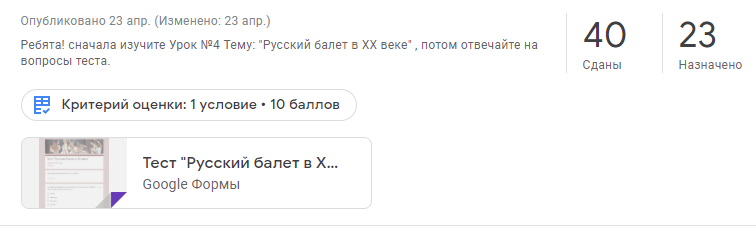 Опубликовано 23 апр. (Изменено: 23 апр.)
Ребята! сначала изучите Урок №4 Тему: "Русский балет в XX веке" , потом отвечайте на
вопросы теста.
40
Сданы
23
Назначено
Критерий оценки: 1 условие • 10 баллов
Тест "Русский балет в X...
Google Формы